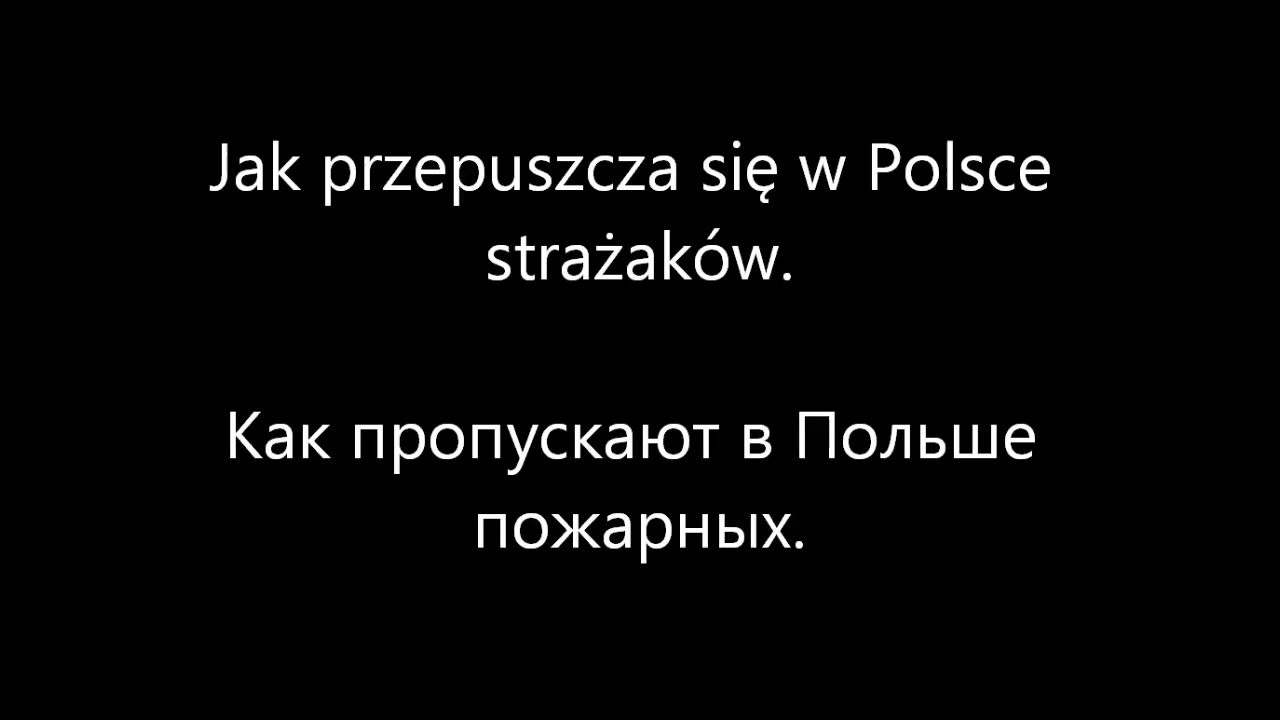 Jak przepuszcza się w Polsce
strażaków.
Как пропускают в Польше
пожарных.